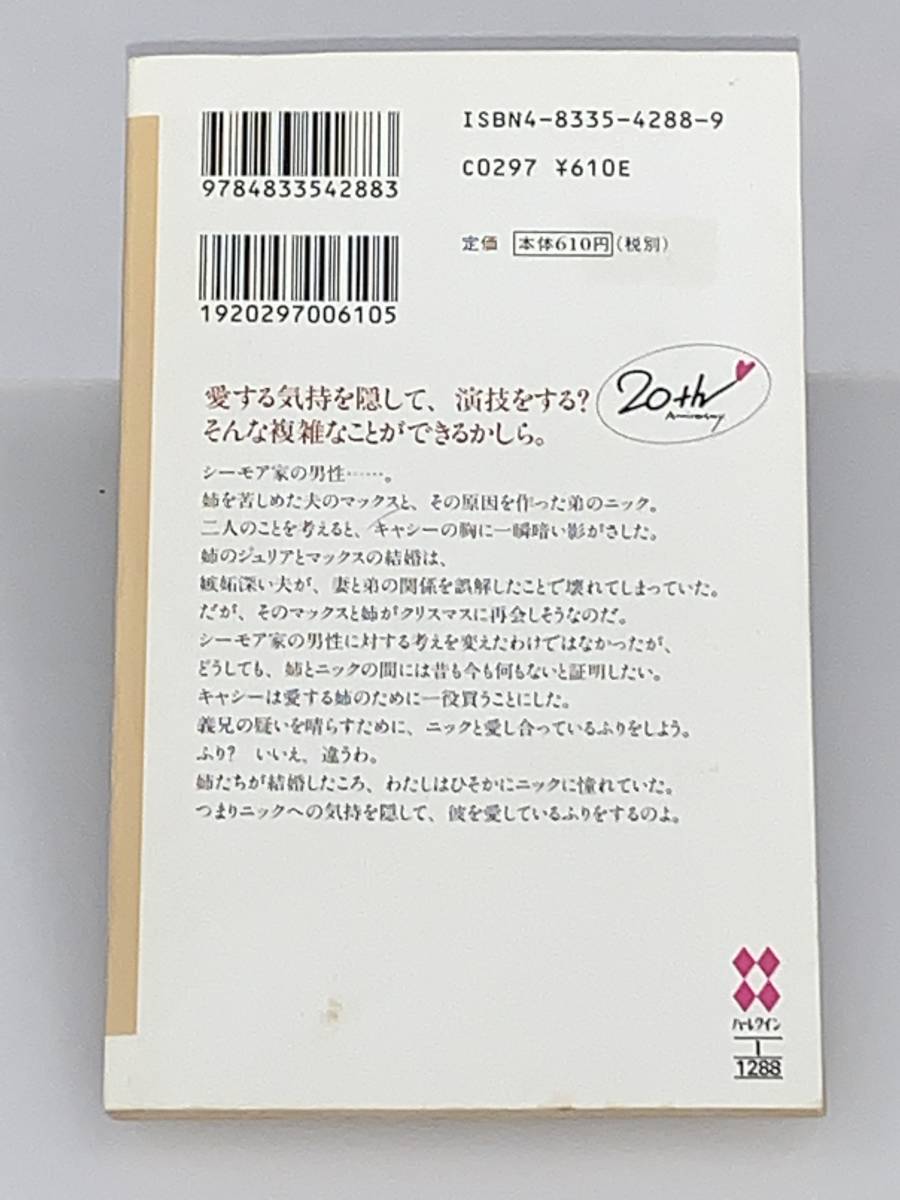 ISBN4-8335-4288-9
9784833542883
C0297 ¥610E
定価 本体610円(税別)
1920297006105
愛する気持を隠して、演技をする?
そんな複雑なことができるかしら。
20th
Anniversary
シーモア家の男性……。
姉を苦しめた夫のマックスと、その原因を作った弟のニック。
二人のことを考えると、キャシーの胸に一瞬暗い影がさした。
姉のジュリアとマックスの結婚は、
嫉妬深い夫が、妻と弟の関係を誤解したことで壊れてしまっていた。
だが、そのマックスと姉がクリスマスに再会しそうなのだ。
シーモア家の男性に対する考えを変えたわけではなかったが、
どうしても、姉とニックの間には昔も今も何もないと証明したい。
キャシーは愛する姉のために一役買うことにした。
義兄の疑いを晴らすために、ニックと愛し合っているふりをしよう。
ふり? いいえ、違うわ。
姉たちが結婚したころ、わたしはひそかにニックに憧れていた。
つまりニックへの気持を隠して、彼を愛しているふりをするのよ。
ハーレクイン
I
1288